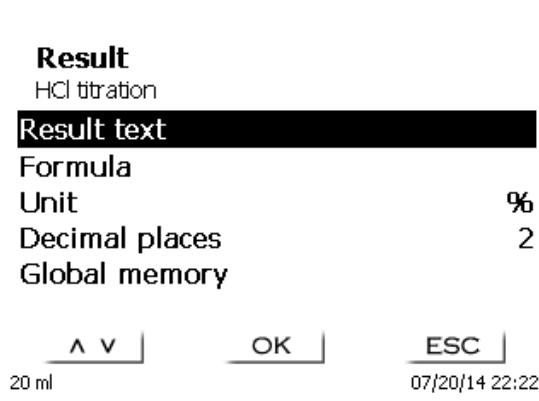 Result
HCl titration
Result text
Formula
Unit %
Decimal places 2
Global memory
∧ ∨ OK ESC
20 ml 07/20/14 22:22